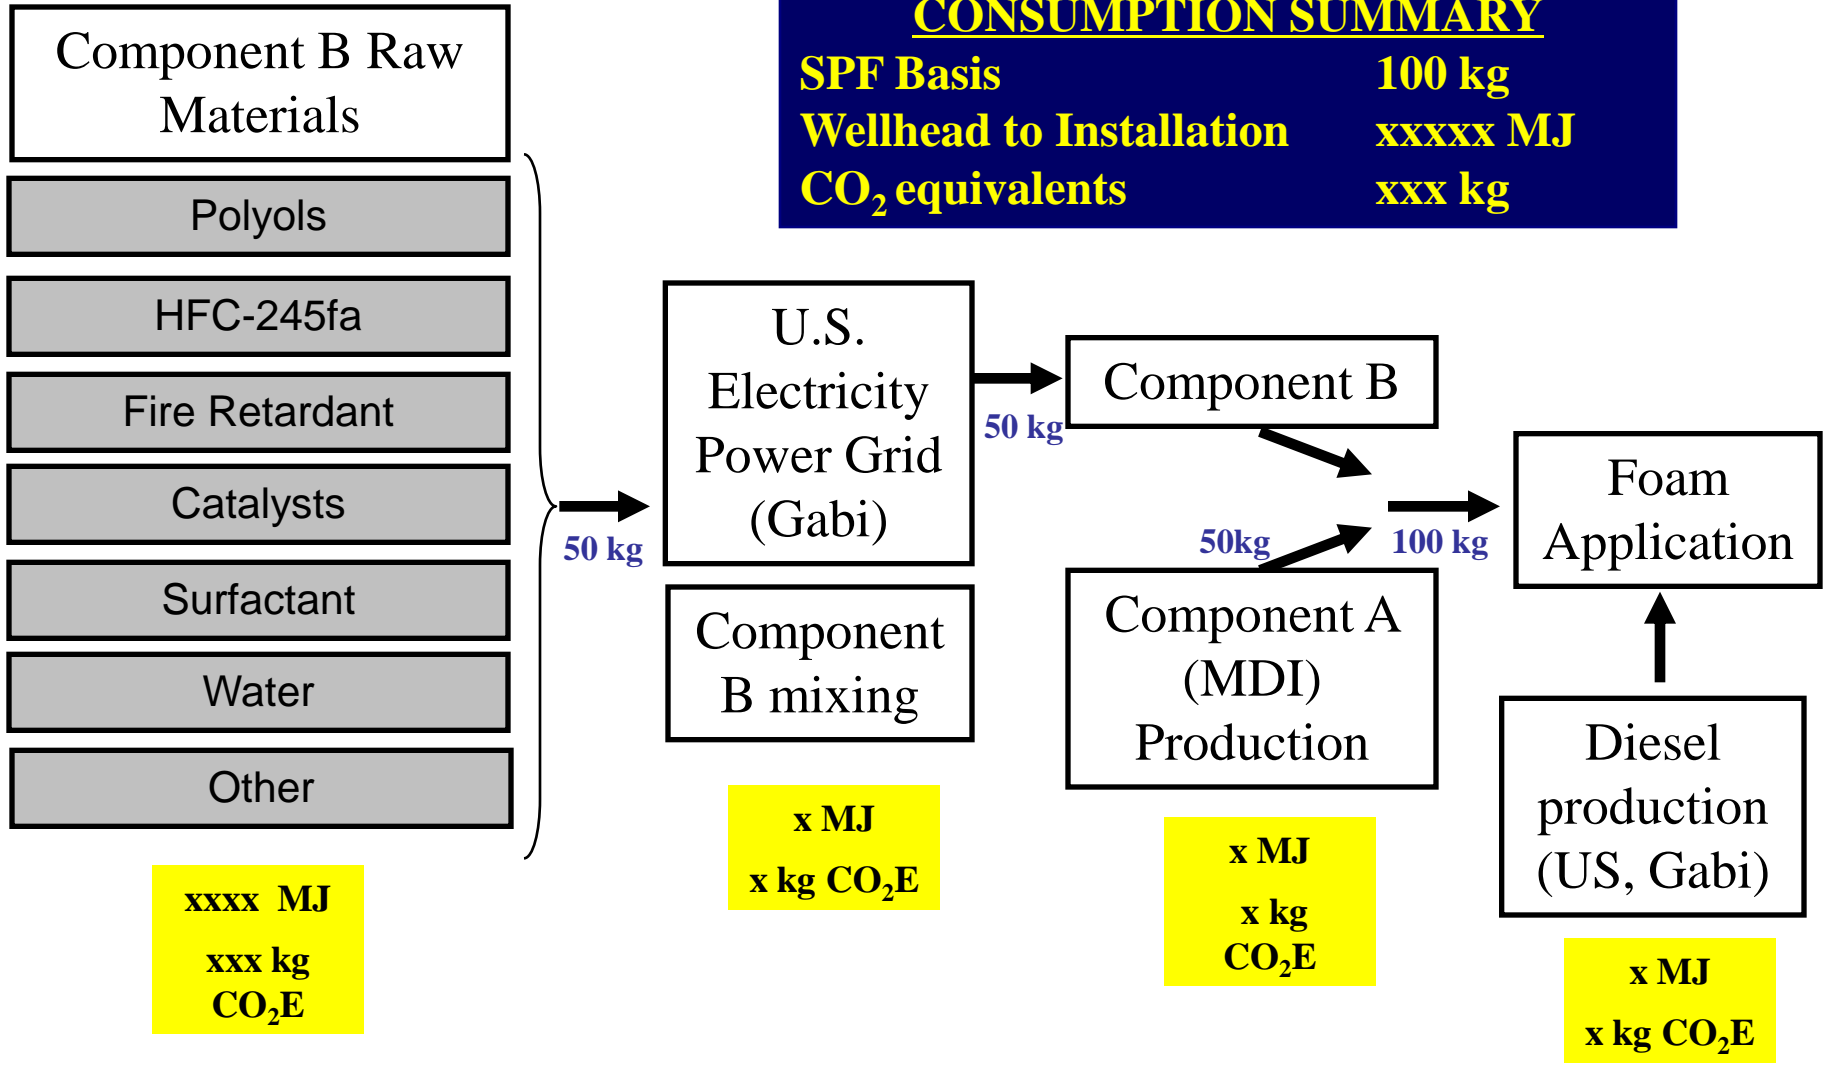 CONSUMPTION SUMMARY
SPF Basis 100 kg
Wellhead to Installation xxxxx MJ
CO₂ equivalents xxx kg
Component B Raw
Materials
Polyols
HFC-245fa
Fire Retardant
Catalysts
Surfactant
Water
Other
xxxx MJ
xxx kg
CO₂E
50 kg
U.S.
Electricity
Power Grid
(Gabi)
Component
B mixing
x MJ
x kg CO₂E
50 kg
Component B
50kg
Component A
(MDI)
Production
x MJ
x kg
CO₂E
100 kg
Foam
Application
Diesel
production
(US, Gabi)
x MJ
x kg CO₂E